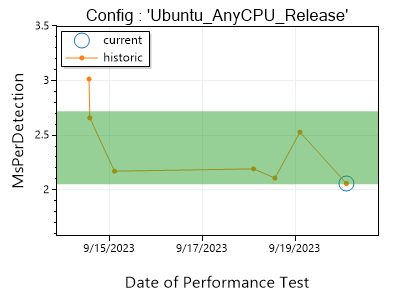 Config : 'Ubuntu_AnyCPU_Release'
current
historic
3.5
3
2.5
2
MsPerDetection
9/15/2023
9/17/2023
9/19/2023
Date of Performance Test